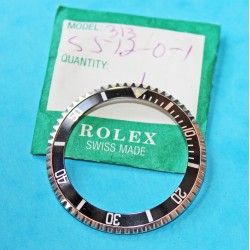 MODEL: 313
5512-0-1
QUANTITY:
1
ROLEX
SWISS MADE
10
20
30
40
50